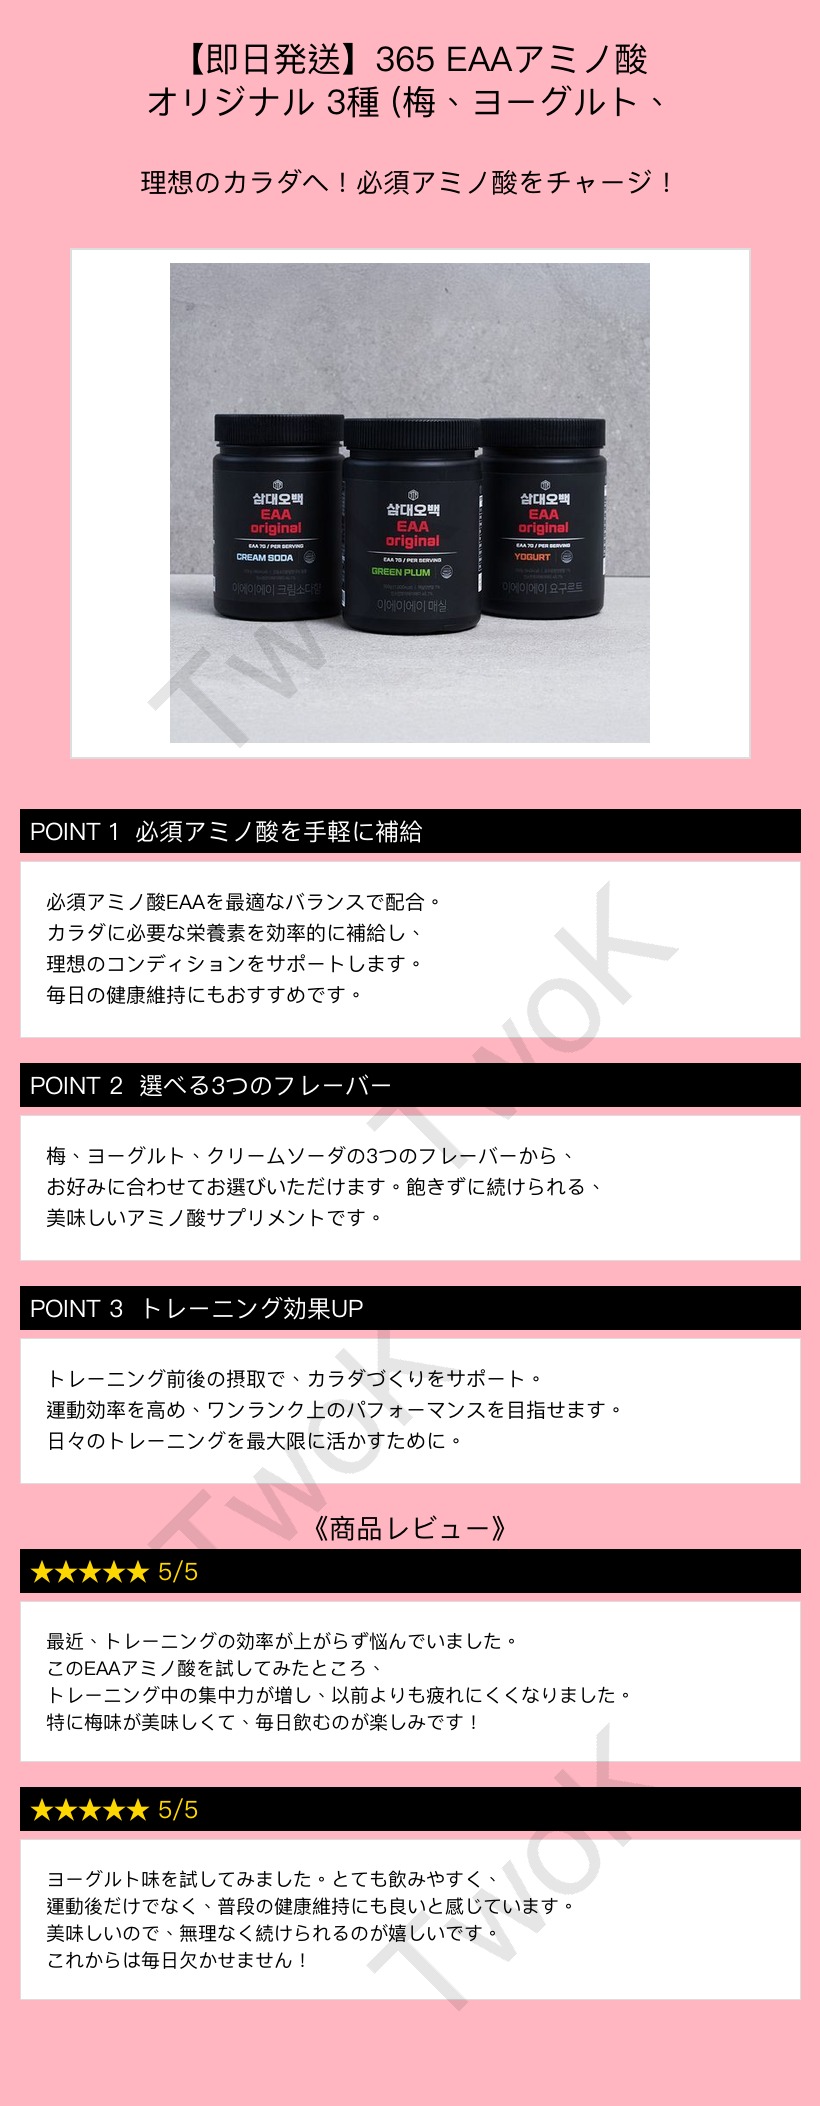 【即日発送】365 EAAアミノ酸
オリジナル 3種 (梅、ヨーグルト、
理想のカラダへ！必須アミノ酸をチャージ！
삼대오백
EAA
original
EAA 7G / PER SERVING
CREAM SODA
이에이에이 크림소다향
삼대오백
EAA
original
EAA 7G / PER SERVING
GREEN PLUM
이에이에이 매실
삼대오백
EAA
original
EAA 7G / PER SERVING
YOGURT
이에이에이 요구르트
Tw
POINT 1 必須アミノ酸を手軽に補給
必須アミノ酸EAAを最適なバランスで配合。
カラダに必要な栄養素を効率的に補給し、
理想のコンディションをサポートします。
毎日の健康維持にもおすすめです。
TwoK
POINT 2 選べる3つのフレーバー
梅、ヨーグルト、クリームソーダの3つのフレーバーから、
お好みに合わせてお選びいただけます。飽きずに続けられる、
美味しいアミノ酸サプリメントです。
POINT 3 トレーニング効果UP
トレーニング前後の摂取で、カラダづくりをサポート。
運動効率を高め、ワンランク上のパフォーマンスを目指せます。
日々のトレーニングを最大限に活かすために。
TwoK
《商品レビュー》
★★★★★ 5/5
最近、トレーニングの効率が上がらず悩んでいました。
このEAAアミノ酸を試してみたところ、
トレーニング中の集中力が増し、以前よりも疲れにくくなりました。
特に梅味が美味しくて、毎日飲むのが楽しみです！
★★★★★ 5/5
ヨーグルト味を試してみました。とても飲みやすく、
運動後だけでなく、普段の健康維持にも良いと感じています。
美味しいので、無理なく続けられるのが嬉しいです。
これからは毎日欠かせません！
TwoK